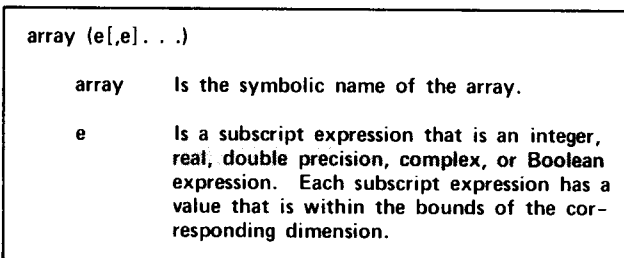 array (e[,e]. . .)
array Is the symbolic name of the array.
e Is a subscript expression that is an integer,
real, double precision, complex, or Boolean
expression. Each subscript expression has a
value that is within the bounds of the cor-
responding dimension.